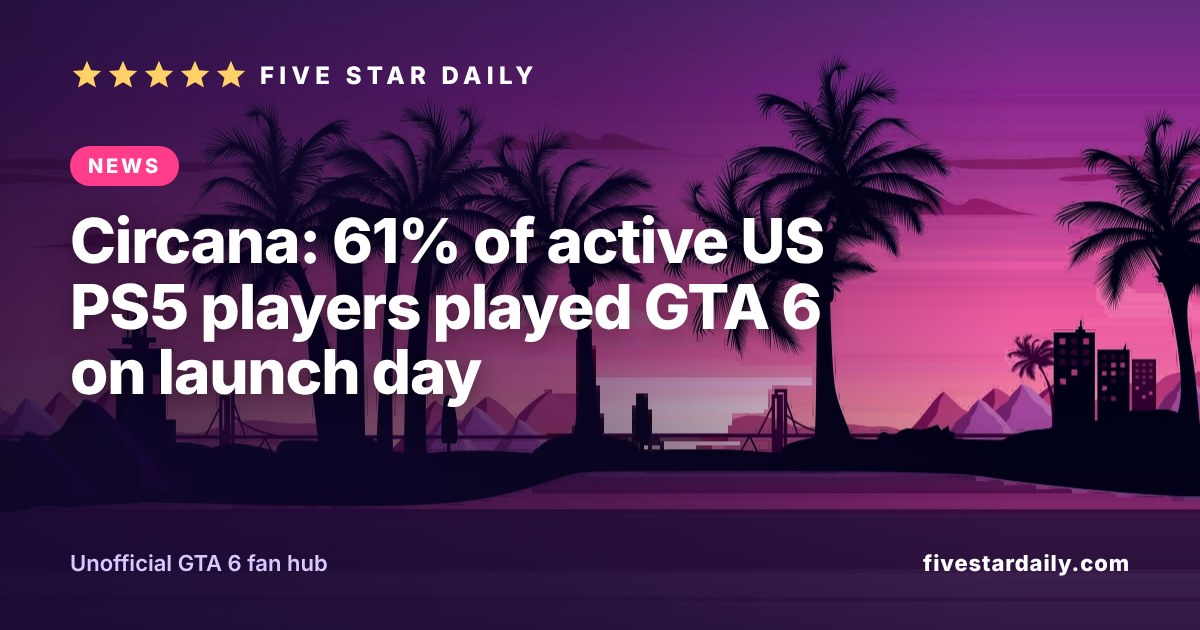 FIVE STAR DAILY
NEWS
Circana: 61% of active US
PS5 players played GTA 6
on launch day
Unofficial GTA 6 fan hub
fivestardaily.com